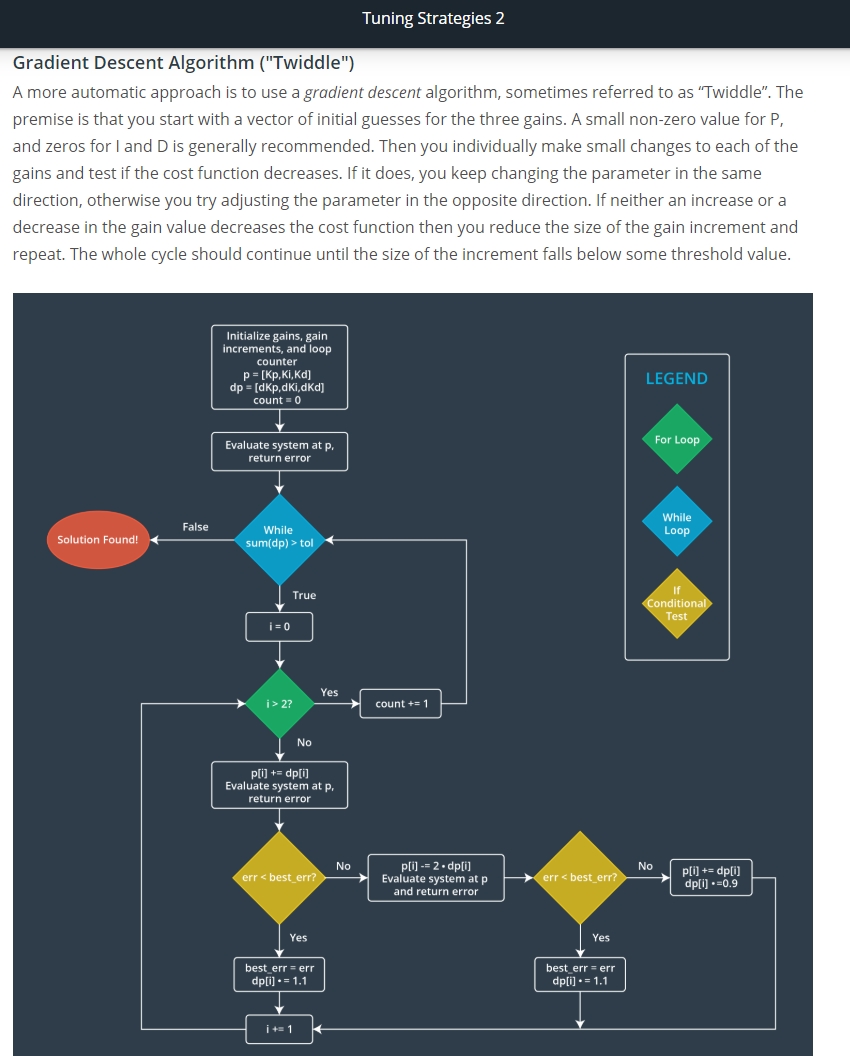 Tuning Strategies 2
Gradient Descent Algorithm ("Twiddle")
A more automatic approach is to use a gradient descent algorithm, sometimes referred to as “Twiddle”. The
premise is that you start with a vector of initial guesses for the three gains. A small non-zero value for P,
and zeros for I and D is generally recommended. Then you individually make small changes to each of the
gains and test if the cost function decreases. If it does, you keep changing the parameter in the same
direction, otherwise you try adjusting the parameter in the opposite direction. If neither an increase or a
decrease in the gain value decreases the cost function then you reduce the size of the gain increment and
repeat. The whole cycle should continue until the size of the increment falls below some threshold value.
Initialize gains, gain
increments, and loop
counter
p = [Kp,Ki,Kd]
dp = [dKp,dKi,dKd]
count = 0
Evaluate system at p,
return error
While
sum(dp) > tol
False
Solution Found!
True
i = 0
i > 2?
Yes
count += 1
No
p[i] += dp[i]
Evaluate system at p,
return error
err < best_err?
No
p[i] -= 2 • dp[i]
Evaluate system at p
and return error
err < best_err?
No
p[i] += dp[i]
dp[i] •=0.9
Yes
best_err = err
dp[i] • = 1.1
Yes
best_err = err
dp[i] • = 1.1
i += 1
LEGEND
For Loop
While
Loop
If
Conditional
Test